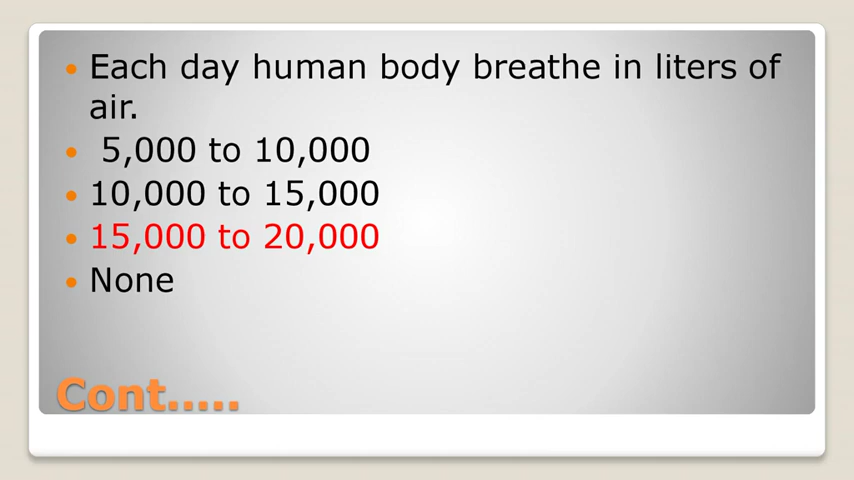 • Each day human body breathe in liters of
air.
• 5,000 to 10,000
• 10,000 to 15,000
• 15,000 to 20,000
• None
Cont.....